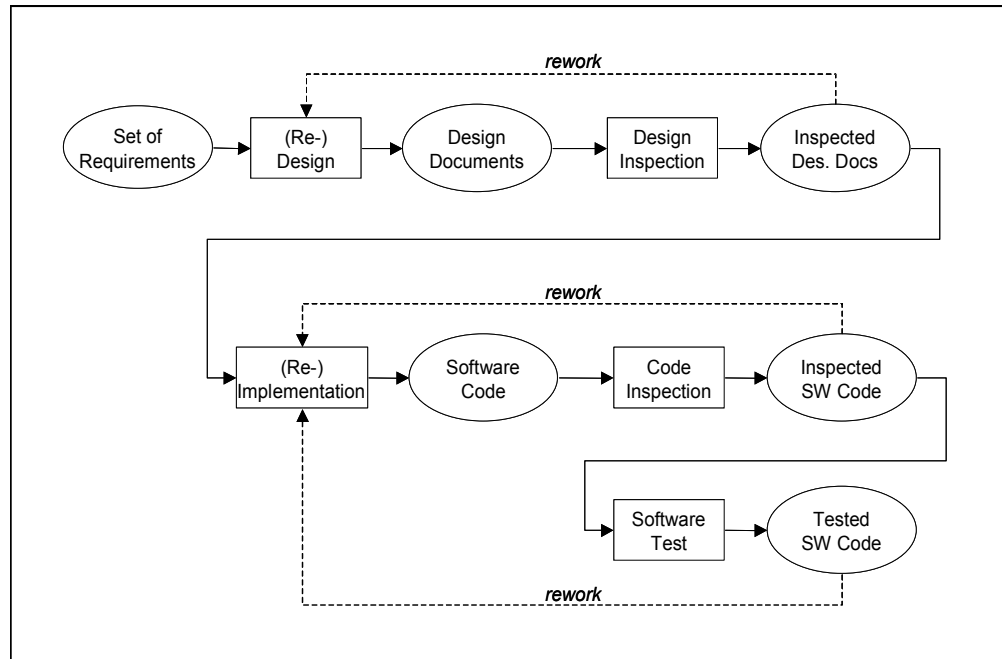 rework
Set of
Requirements
(Re-)
Design
Design
Documents
Design
Inspection
Inspected
Des. Docs
rework
(Re-)
Implementation
Software
Code
Code
Inspection
Inspected
SW Code
Software
Test
Tested
SW Code
rework